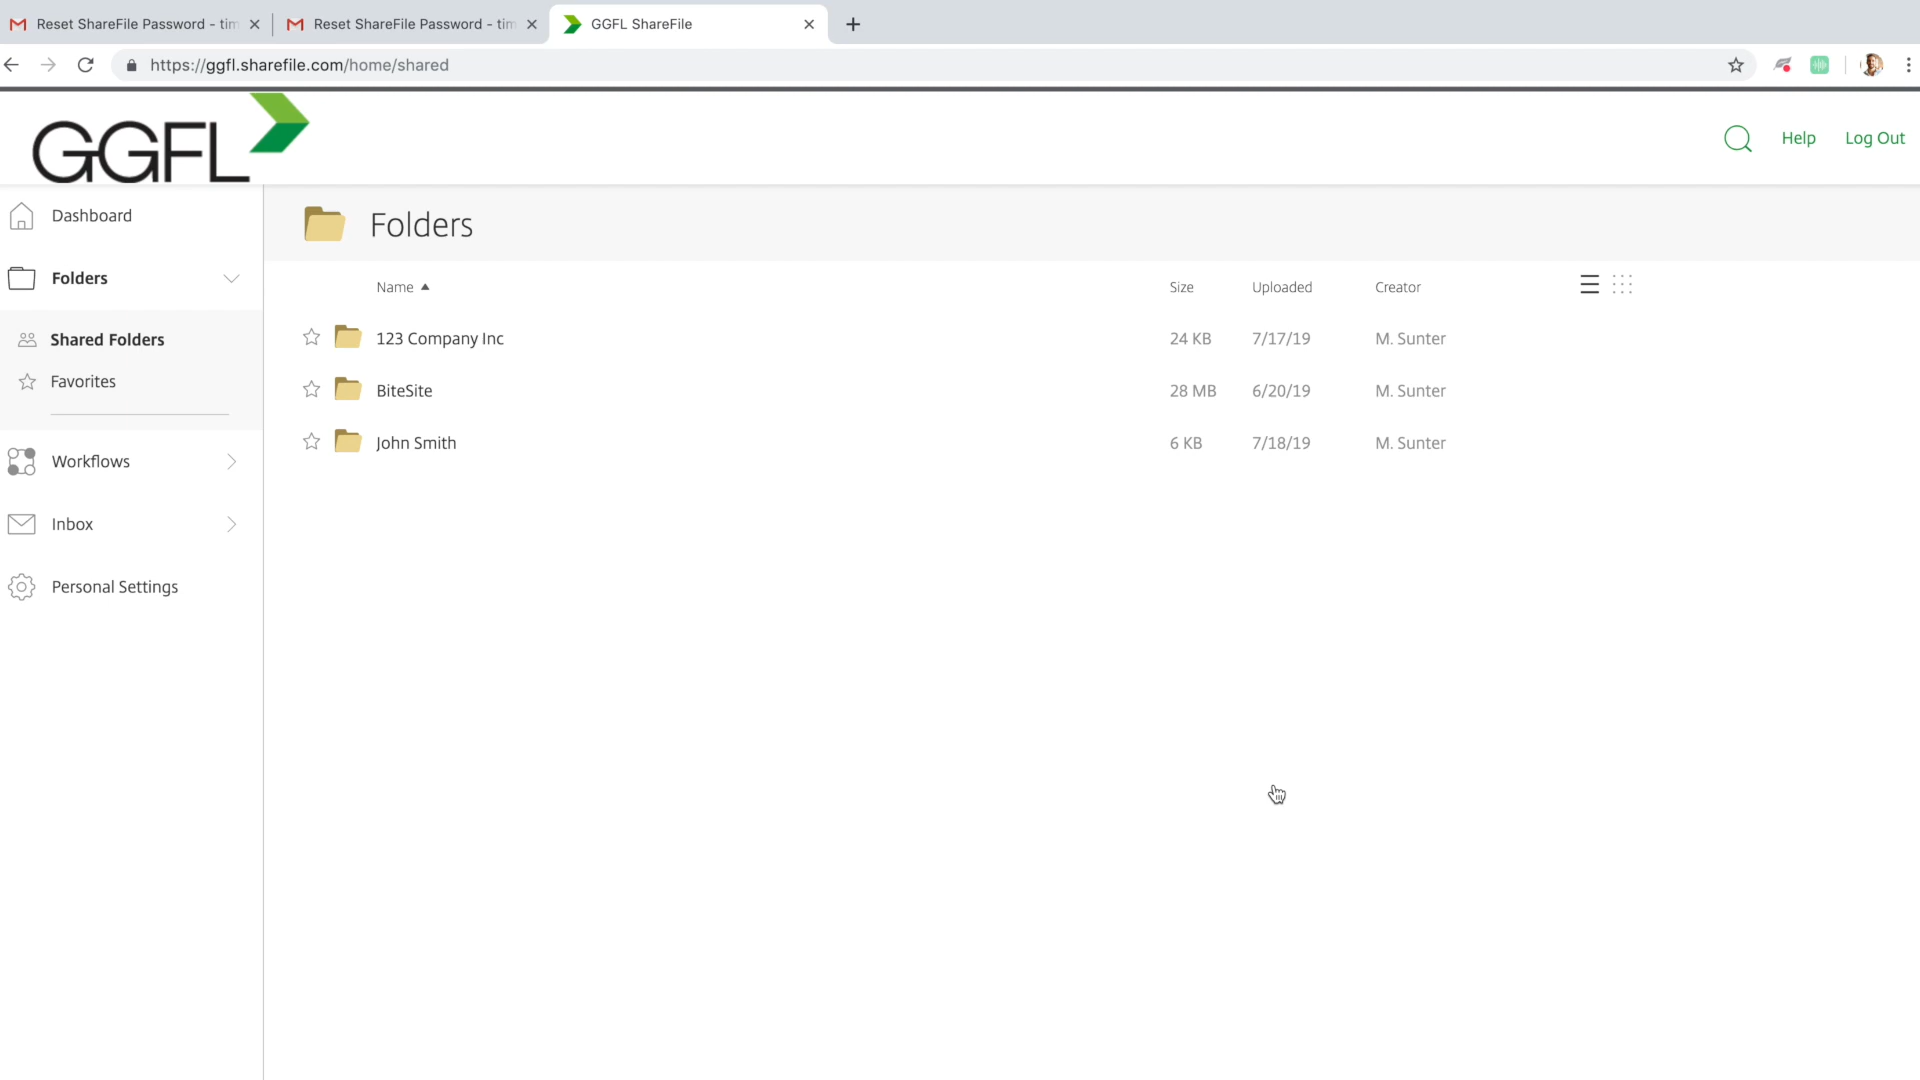 Reset ShareFile Password - tim
Reset ShareFile Password - tim
GGFL ShareFile
https://ggfl.sharefile.com/home/shared
GGFL
Help
Log Out
Dashboard
Folders
Shared Folders
Favorites
Workflows
Inbox
Personal Settings
Folders
Name Size Uploaded Creator
123 Company Inc 24 KB 7/17/19 M. Sunter
BiteSite 28 MB 6/20/19 M. Sunter
John Smith 6 KB 7/18/19 M. Sunter